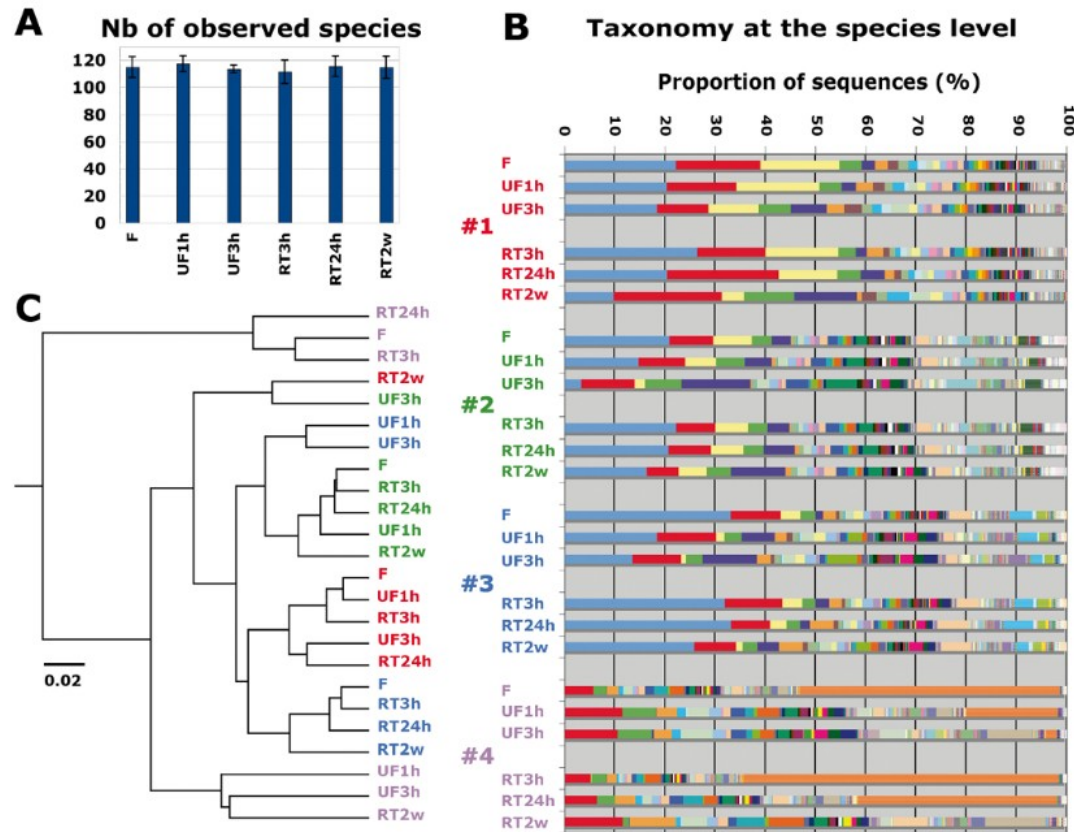 A
Nb of observed species
120
100
80
60
40
20
0
F
UF1h
UF3h
RT3h
RT24h
RT2w
B
Taxonomy at the species level
Proportion of sequences (%)
0 10 20 30 40 50 60 70 80 90 100
#1
F
UF1h
UF3h
RT3h
RT24h
RT2w
#2
F
UF1h
UF3h
RT3h
RT24h
RT2w
#3
F
UF1h
UF3h
RT3h
RT24h
RT2w
#4
F
UF1h
UF3h
RT3h
RT24h
RT2w
C
RT24h
F
RT3h
RT2w
UF3h
UF1h
UF3h
F
RT3h
RT24h
UF1h
RT2w
F
UF1h
RT3h
UF3h
RT24h
F
RT3h
RT24h
RT2w
UF1h
UF3h
RT2w
0.02